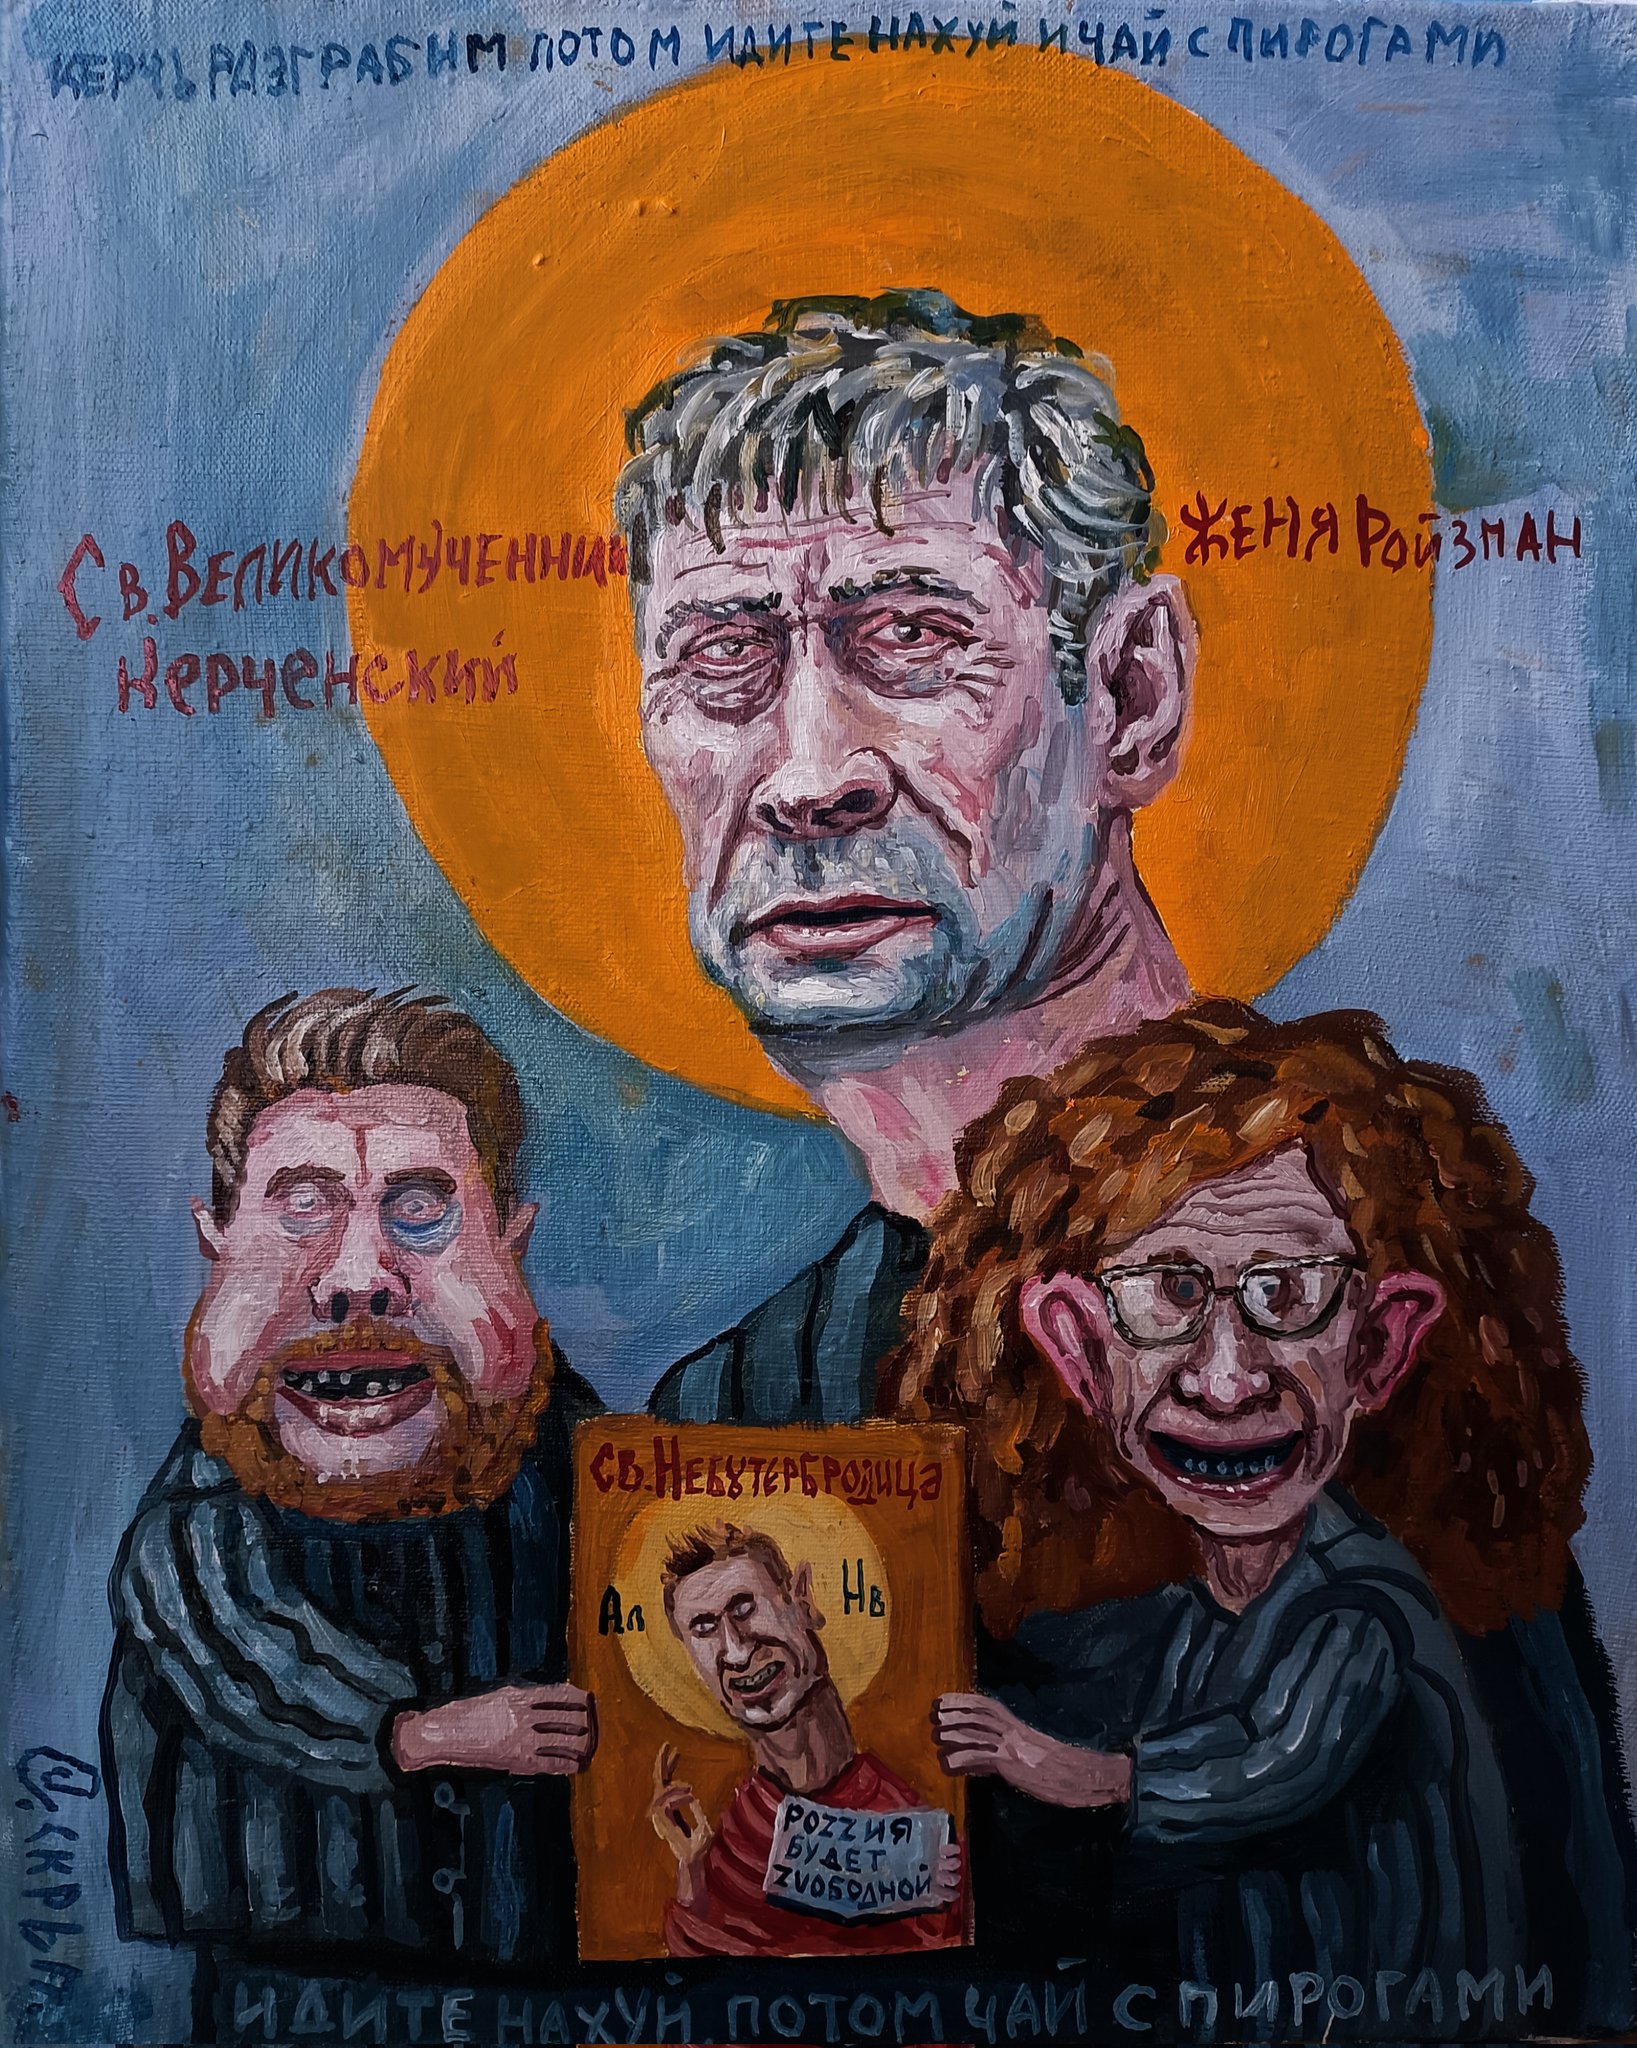 КЕРЧЬ РАЗГРАБИМ ПОТОМ ИДИТЕ НАХУЙ И ЧАЙ С ПИРОГАМИ
Св. ВЕЛИКОМУЧЕННИК
Керченский
ЖЕНЯ РОЙЗМАН
СВ. НЕБУТЕРБРОДИЦА
Ал
Нв
РОZZИЯ
БУДЕТ
ZVОБОДНОЙ
ИДИТЕ НАХУЙ. ПОТОМ ЧАЙ С ПИРОГАМИ